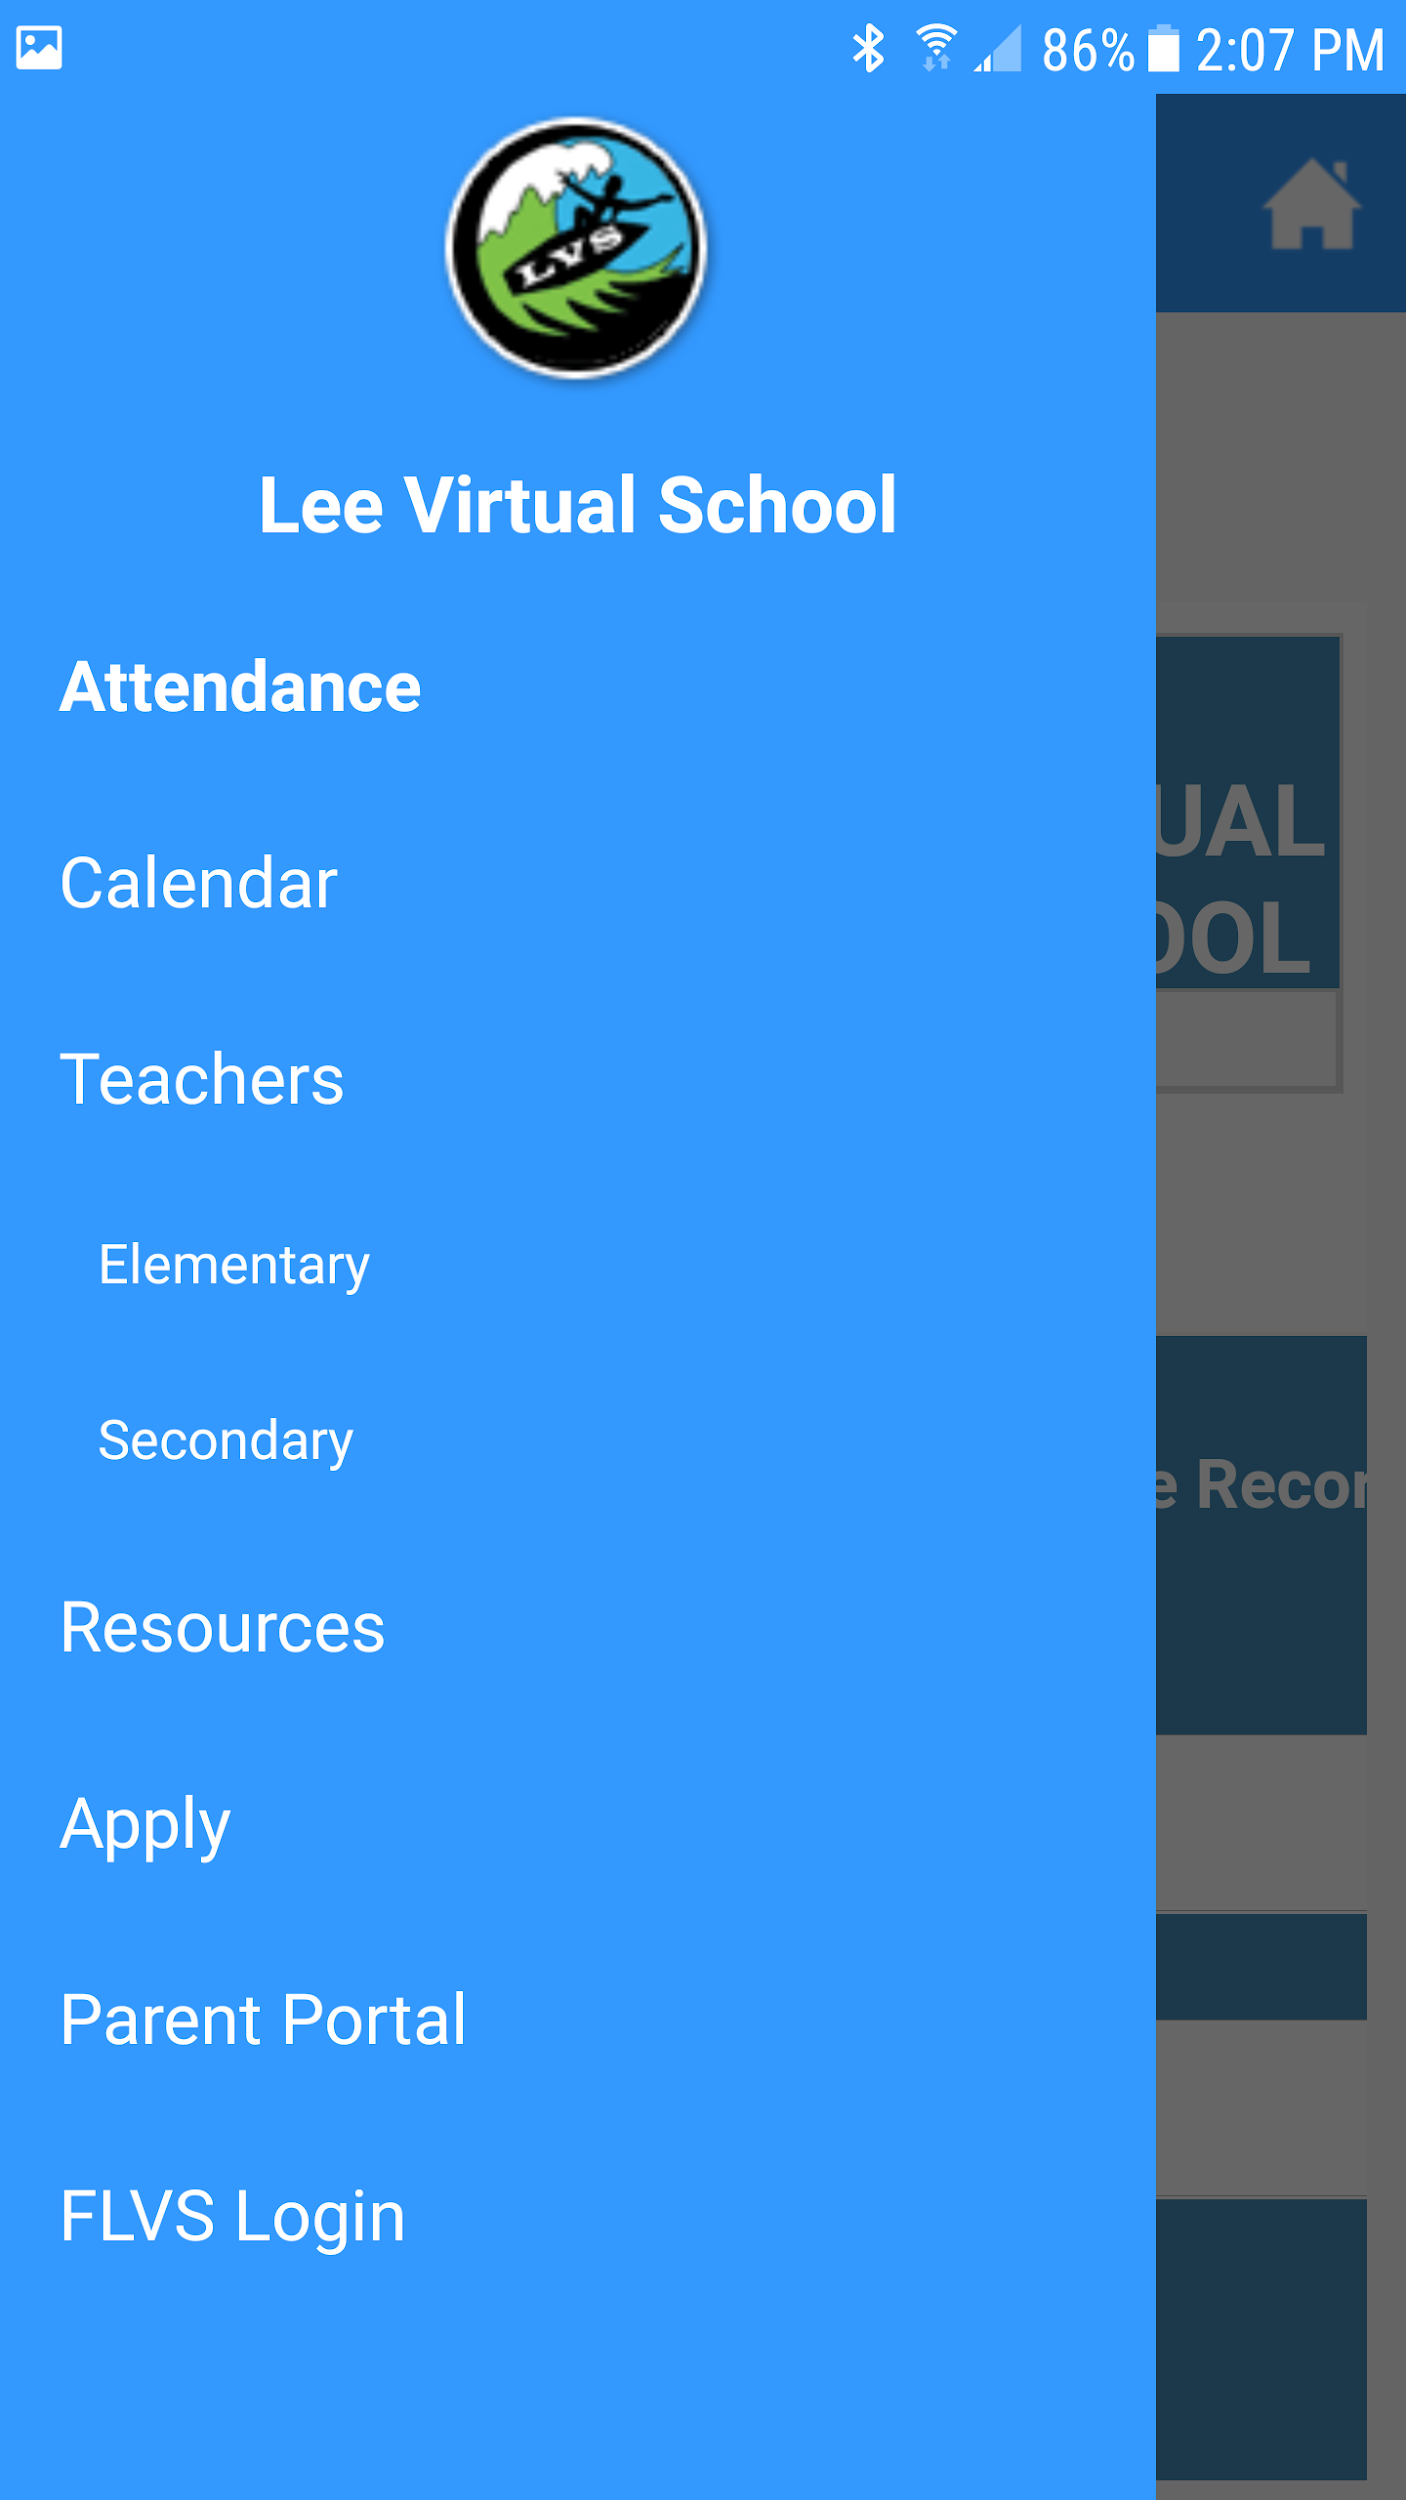 86% 2:07 PM
LVS
Lee Virtual School
Attendance
Calendar
Teachers
Elementary
Secondary
Resources
Apply
Parent Portal
FLVS Login
UAL
OOL
e Recor